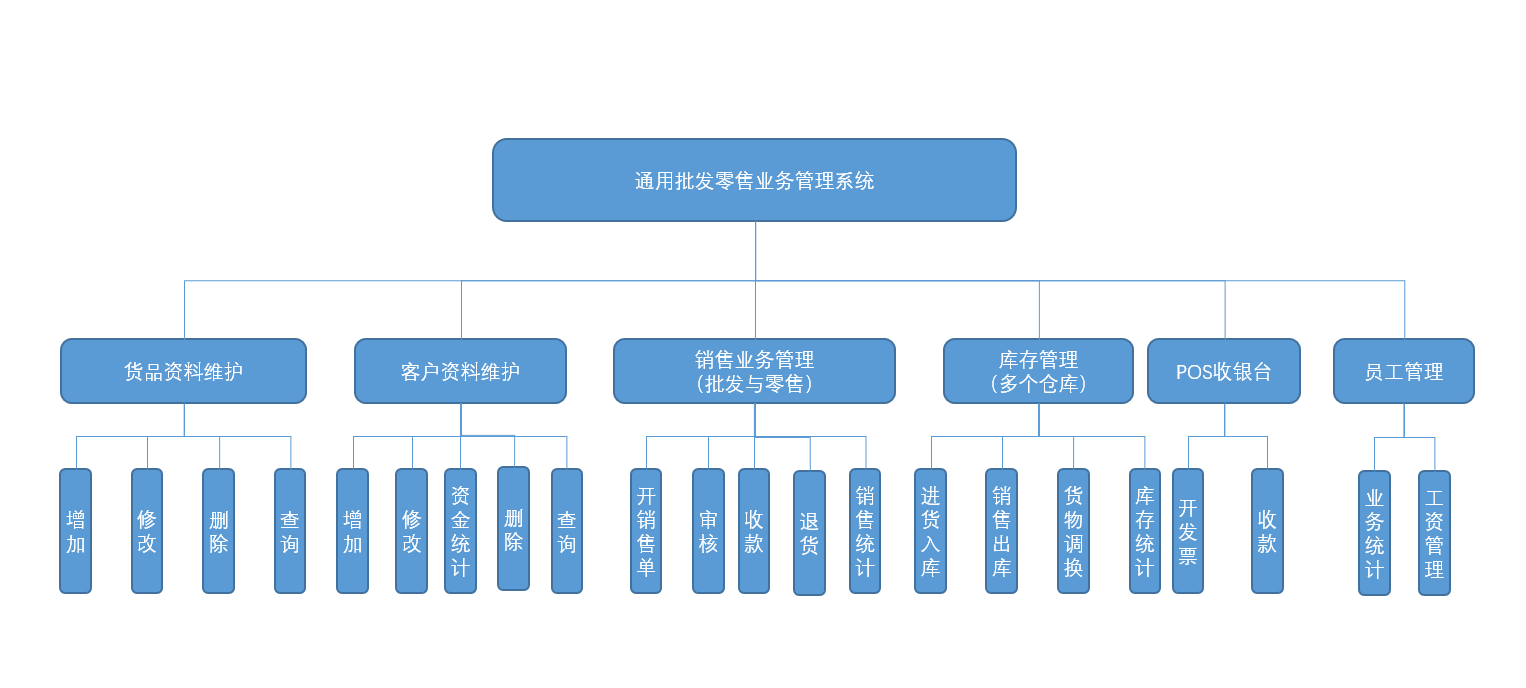 通用批发零售业务管理系统
货品资料维护
客户资料维护
销售业务管理
（批发与零售）
库存管理
（多个仓库）
POS收银台
员工管理
增加
修改
删除
查询
增加
修改
资金统计
删除
查询
开销售单
审核
收款
退货
销售统计
进货入库
销售出库
货物调换
库存统计
开发票
收款
业务统计
工资管理